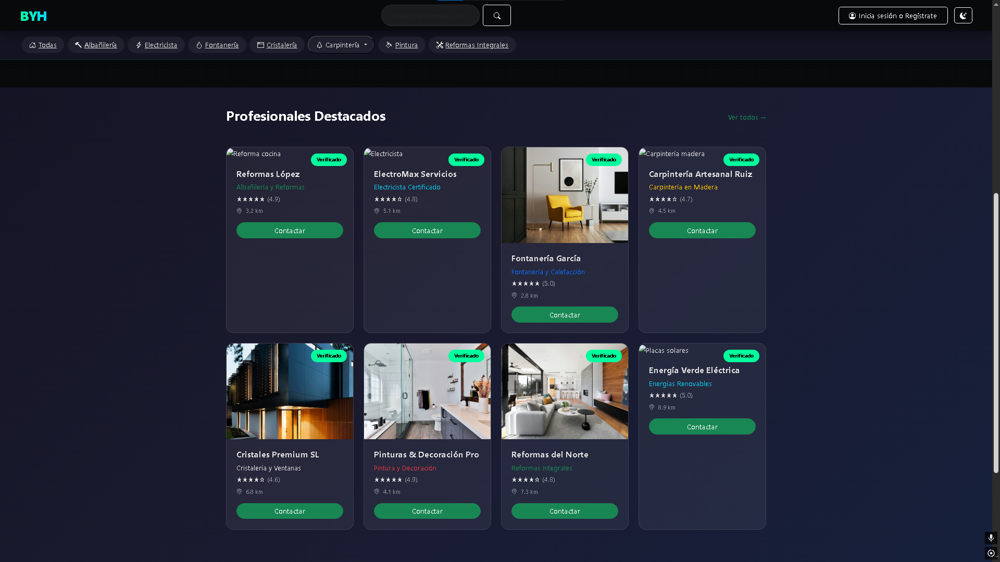 BYH
Inicia sesión o Regístrate
Todas
Albañilería
Electricista
Fontanería
Cristalería
Carpintería
Pintura
Reformas Integrales
Profesionales Destacados
Ver todos →
Reforma cocina
Verificado
Reformas López
Albañilería y Reformas
★★★★★ (4.9)
3.2 km
Contactar
Electricista
Verificado
ElectroMax Servicios
Electricista Certificado
★★★★☆ (4.8)
5.1 km
Contactar
Verificado
Fontanería García
Fontanería y Calefacción
★★★★★ (5.0)
2.8 km
Contactar
Carpintería madera
Verificado
Carpintería Artesanal Ruiz
Carpintería en Madera
★★★★☆ (4.7)
4.5 km
Contactar
Verificado
Cristales Premium SL
Cristalería y Ventanas
★★★★☆ (4.6)
6.8 km
Contactar
Verificado
Pinturas & Decoración Pro
Pintura y Decoración
★★★★★ (4.9)
4.1 km
Contactar
Verificado
Reformas del Norte
Reformas Integrales
★★★★☆ (4.8)
7.3 km
Contactar
Placas solares
Verificado
Energía Verde Eléctrica
Energías Renovables
★★★★★ (5.0)
8.9 km
Contactar